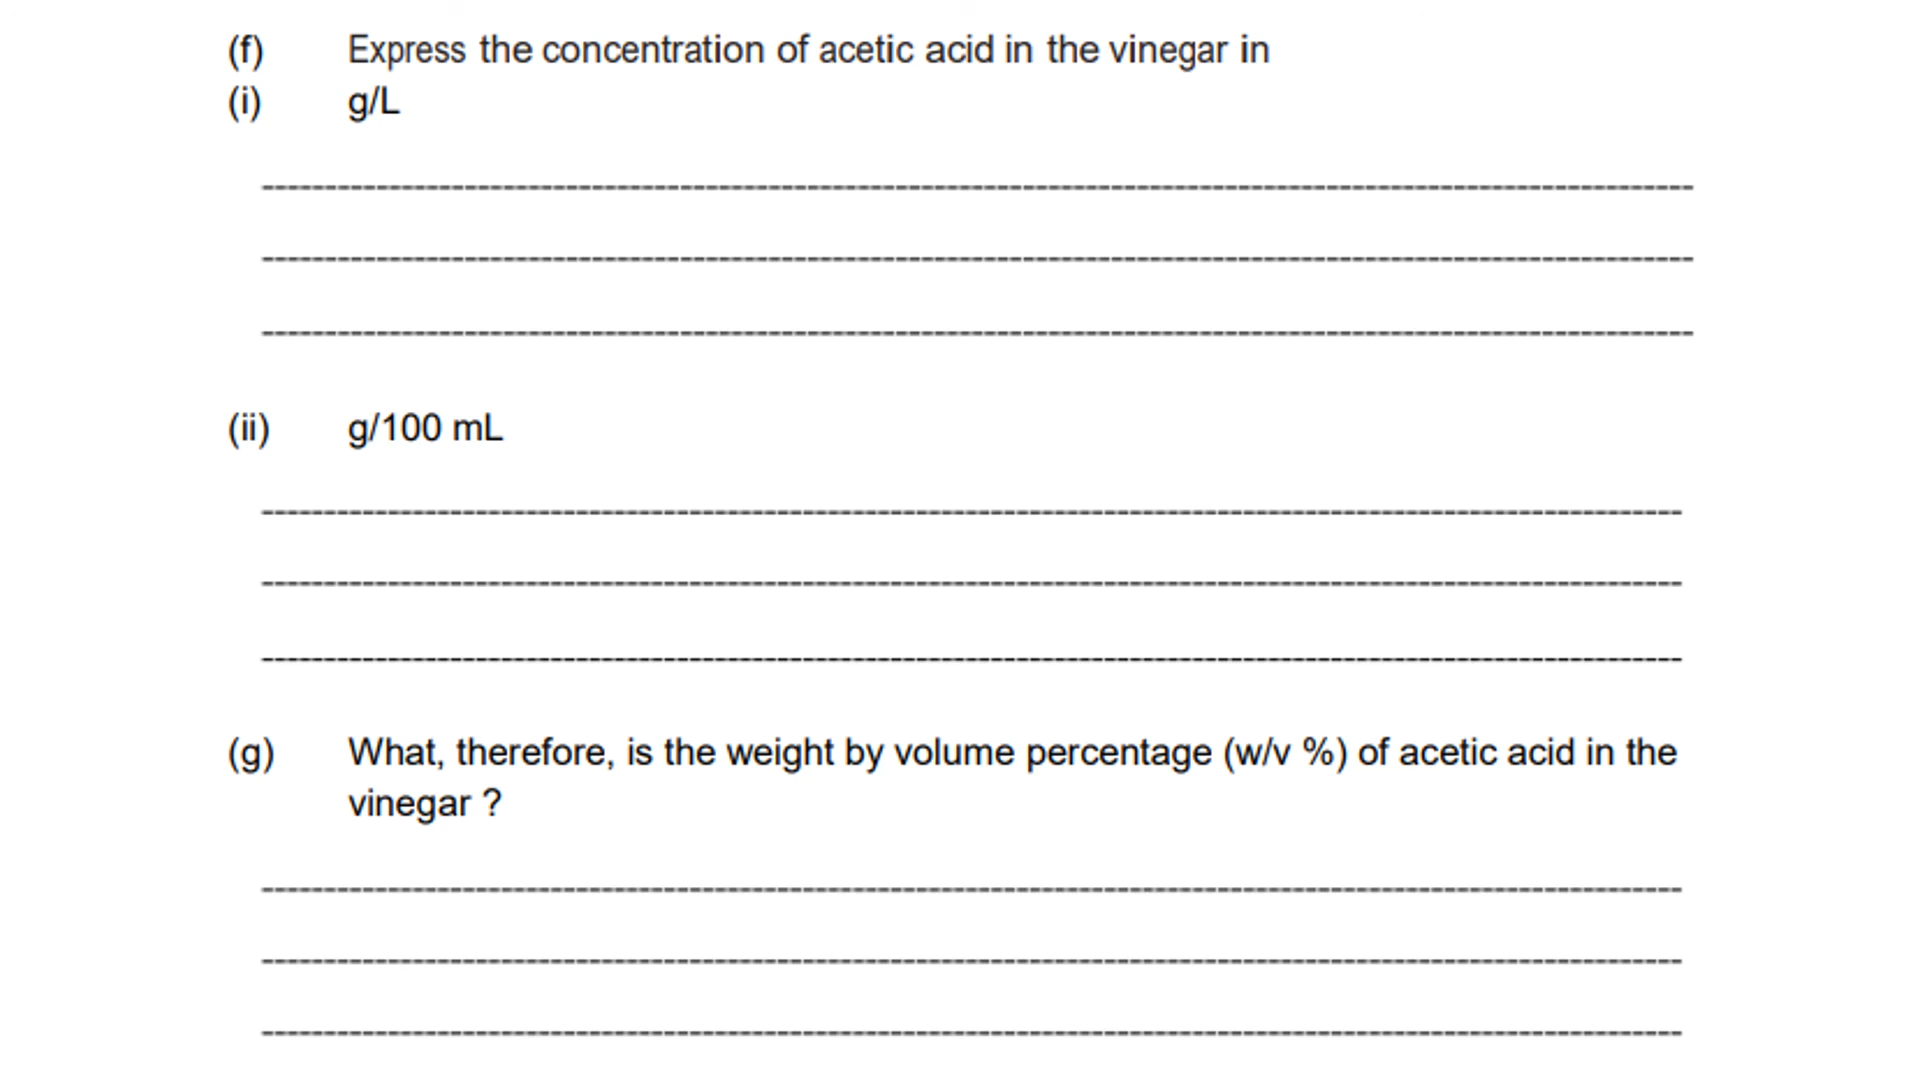 (f) Express the concentration of acetic acid in the vinegar in
(i) g/L
(ii) g/100 mL
(g) What, therefore, is the weight by volume percentage (w/v %) of acetic acid in the
vinegar ?